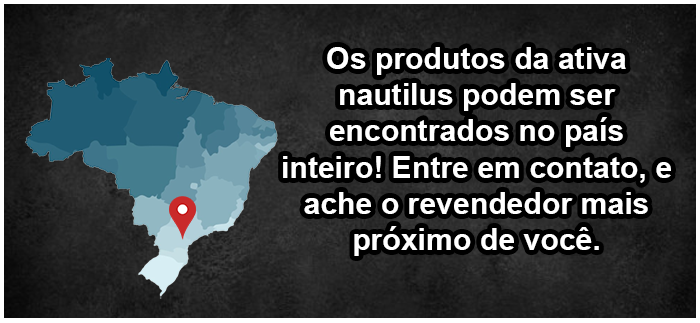 Os produtos da ativa
nautilus podem ser
encontrados no país
inteiro! Entre em contato, e
ache o revendedor mais
próximo de você.